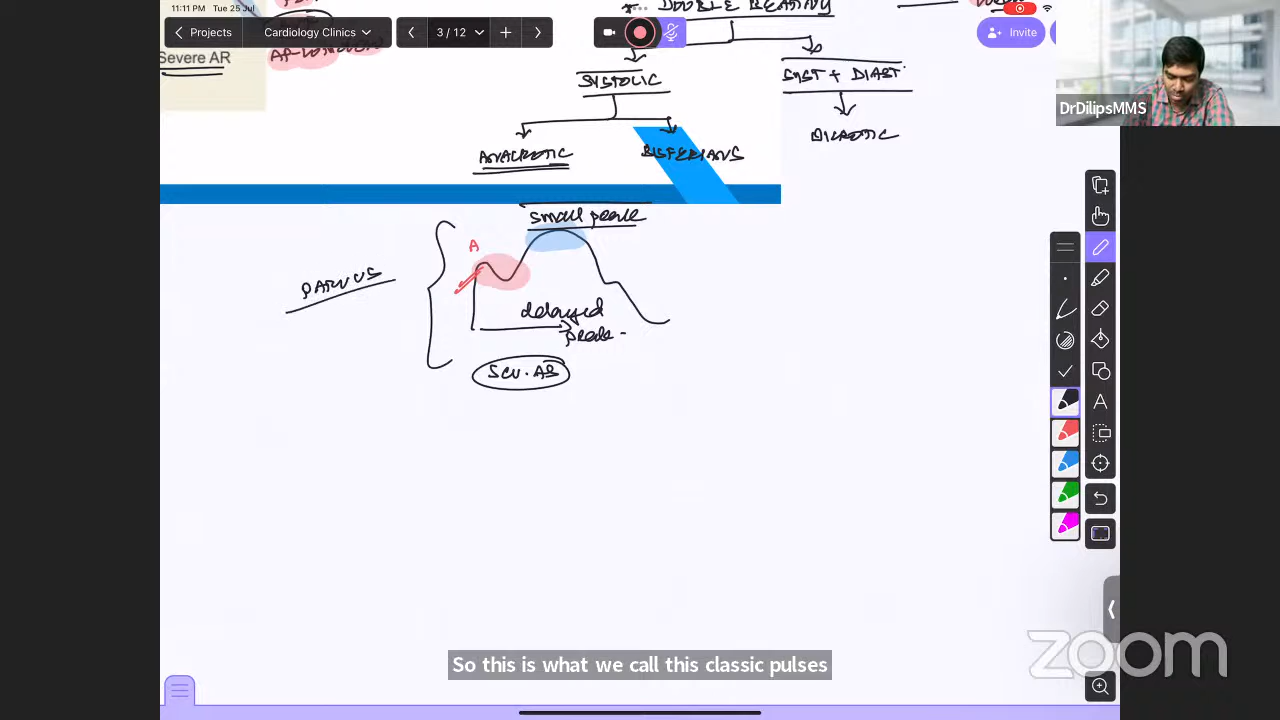 11:11 PM Tue 25 Jul
DOUBLE BEATING
Projects
Cardiology Clinics
3 / 12
Invite
Severe AR
SYSTOLIC
SYST + DIAST
DrDilipsMMS
ANACROTIC
BISFERIANS
DICROTIC
small peak
A
PARVUS
delayed
peak
Sev. AS
A
So this is what we call this classic pulses
zoom